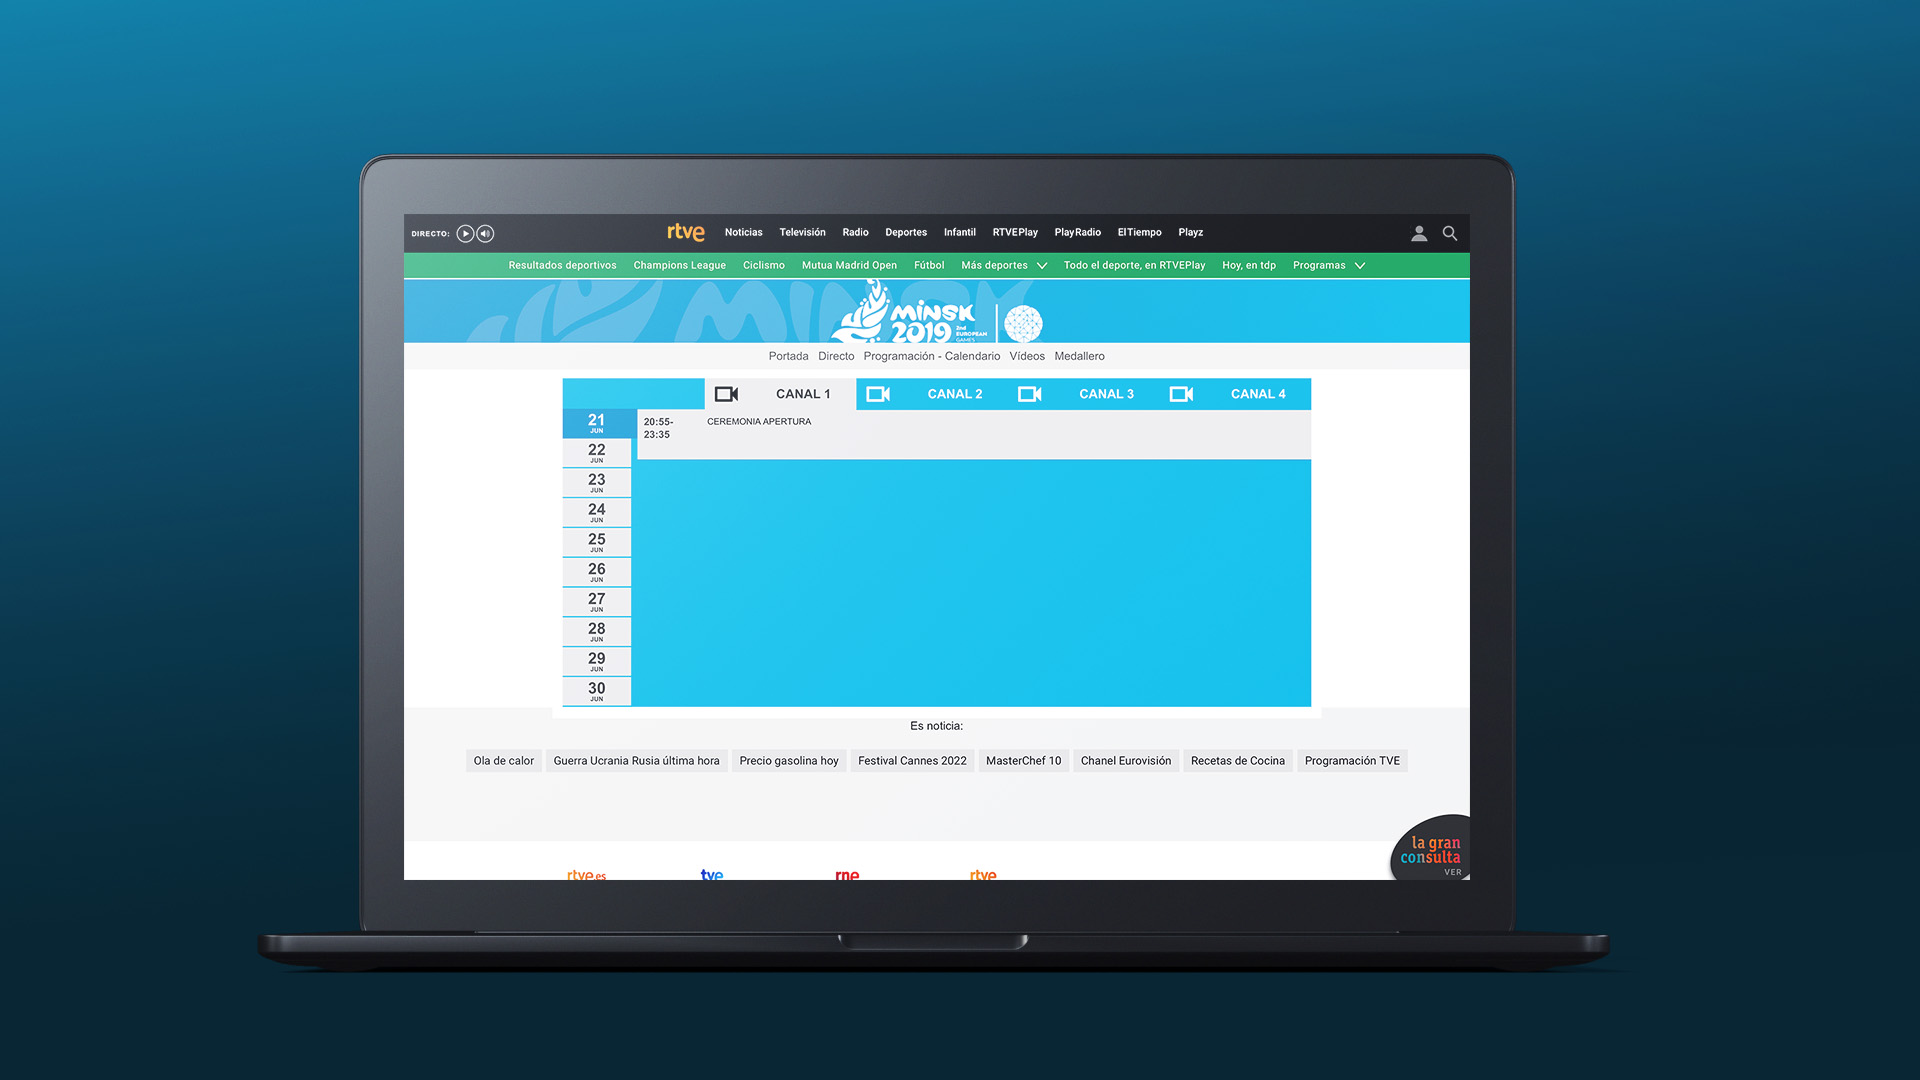 DIRECTO:
rtve Noticias Televisión Radio Deportes Infantil RTVEPlay PlayRadio ElTiempo Playz
Resultados deportivos Champions League Ciclismo Mutua Madrid Open Fútbol Más deportes Todo el deporte, en RTVEPlay Hoy, en tdp Programas
MINSK
MINSK
2019
2nd
EUROPEAN
GAMES
Portada Directo Programación - Calendario Vídeos Medallero
CANAL 1 CANAL 2 CANAL 3 CANAL 4
21
JUN
20:55-
23:35
CEREMONIA APERTURA
22
JUN
23
JUN
24
JUN
25
JUN
26
JUN
27
JUN
28
JUN
29
JUN
30
JUN
Es noticia:
Ola de calor Guerra Ucrania Rusia última hora Precio gasolina hoy Festival Cannes 2022 MasterChef 10 Chanel Eurovisión Recetas de Cocina Programación TVE
la gran
consulta
VER
rtve.es tve rne rtve